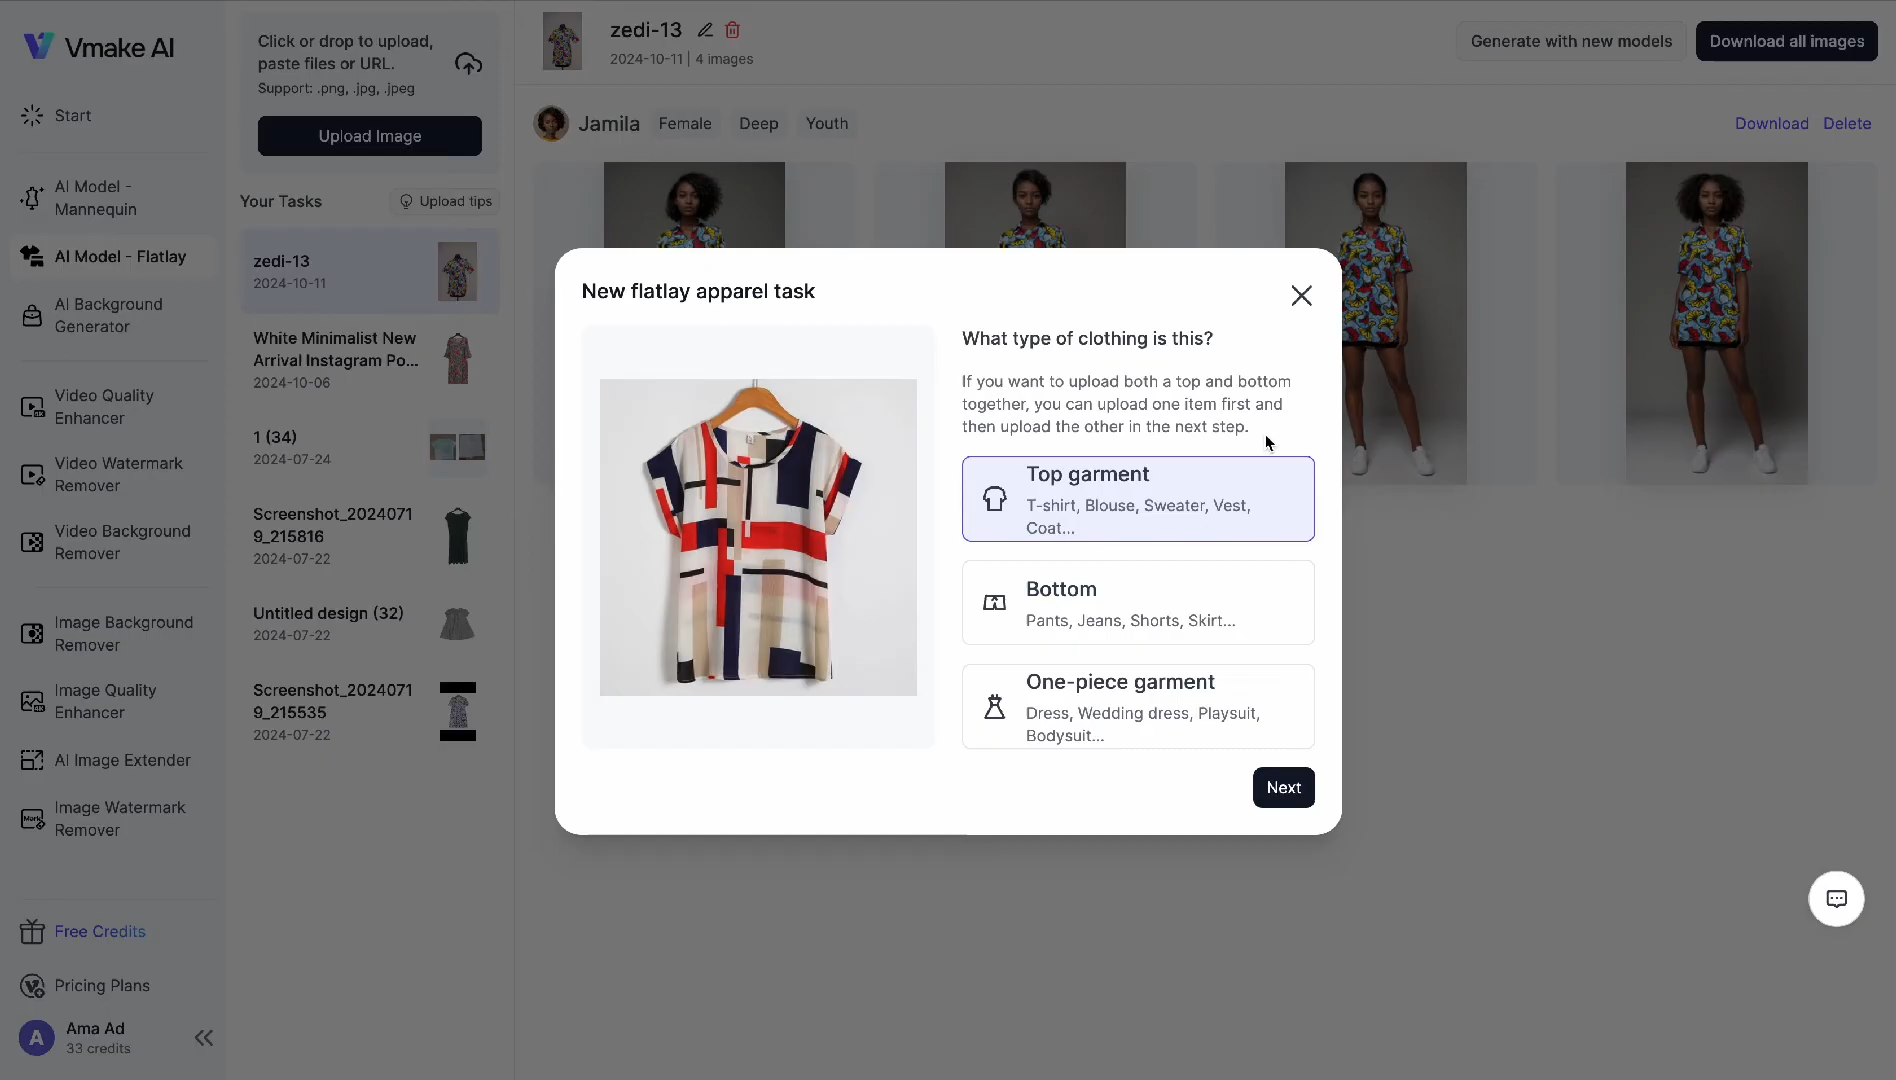 Vmake AI
Start
AI Model -
Mannequin
AI Model - Flatlay
AI Background
Generator
Video Quality
Enhancer
Video Watermark
Remover
Video Background
Remover
Image Background
Remover
Image Quality
Enhancer
AI Image Extender
Image Watermark
Remover
Free Credits
Pricing Plans
A
Ama Ad
33 credits
Click or drop to upload,
paste files or URL.
Support: .png, .jpg, .jpeg
Upload Image
Your Tasks
Upload tips
zedi-13
2024-10-11
White Minimalist New
Arrival Instagram Po...
2024-10-06
1 (34)
2024-07-24
Screenshot_2024071
9_215816
2024-07-22
Untitled design (32)
2024-07-22
Screenshot_2024071
9_215535
2024-07-22
zedi-13
2024-10-11 | 4 images
Generate with new models
Download all images
Jamila
Female
Deep
Youth
Download
Delete
New flatlay apparel task
What type of clothing is this?
If you want to upload both a top and bottom
together, you can upload one item first and
then upload the other in the next step.
Top garment
T-shirt, Blouse, Sweater, Vest,
Coat...
Bottom
Pants, Jeans, Shorts, Skirt...
One-piece garment
Dress, Wedding dress, Playsuit,
Bodysuit...
Next